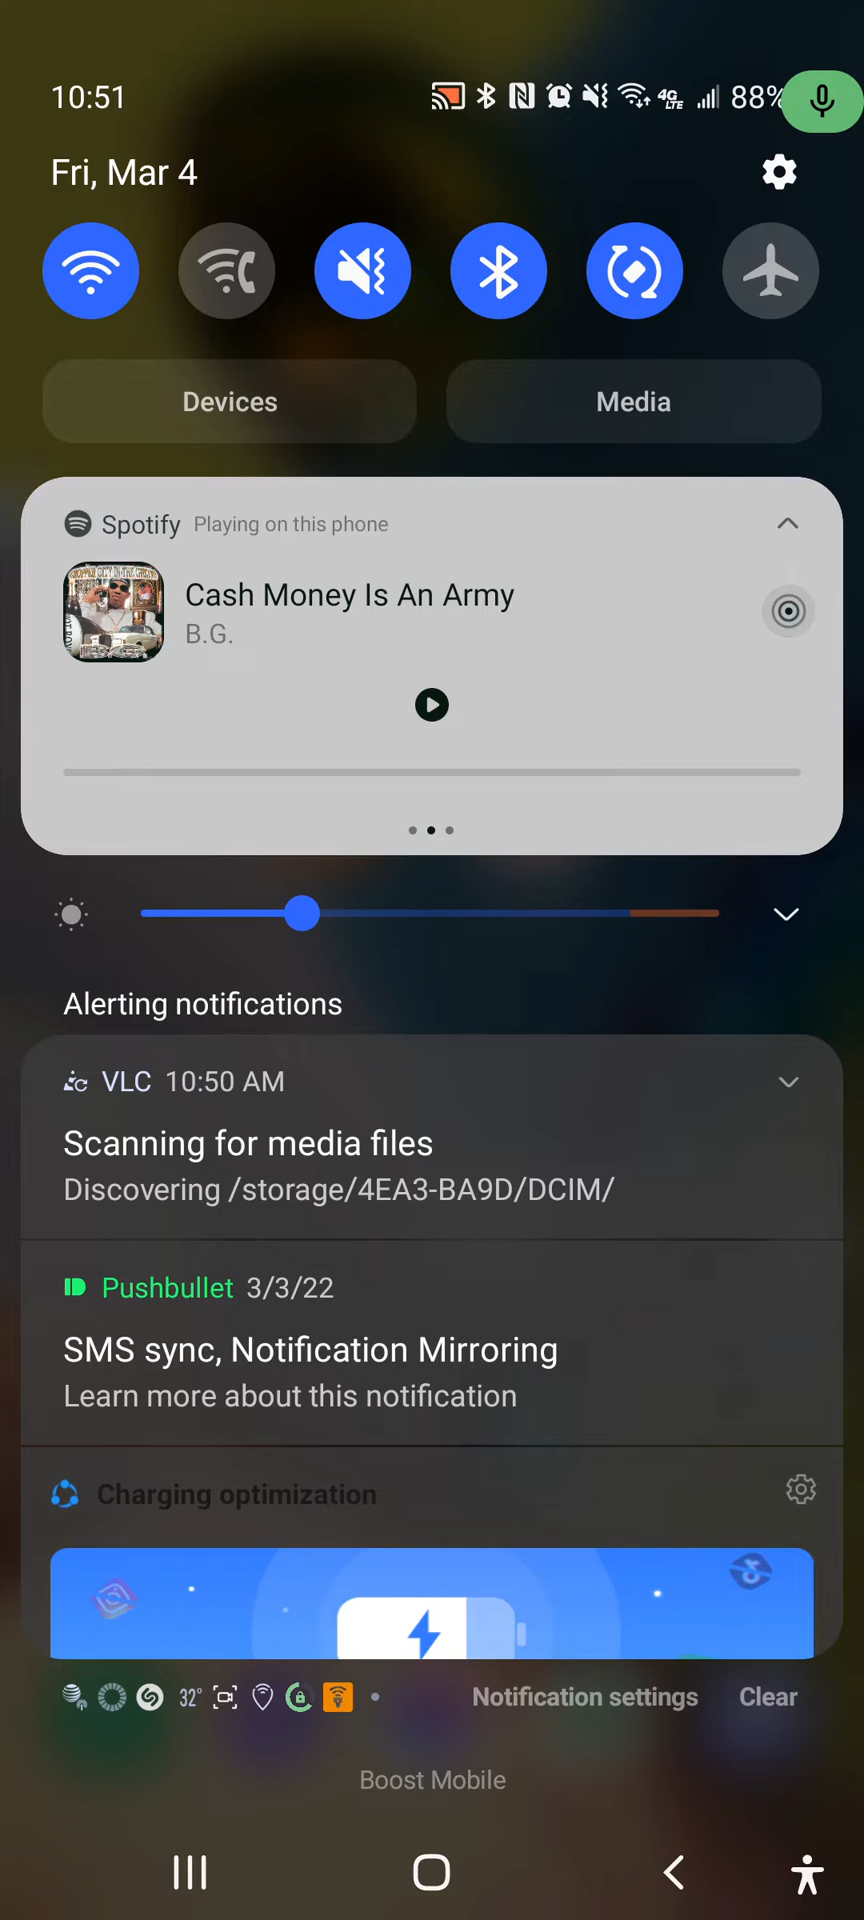 10:51
4G LTE
88%
Fri, Mar 4
Devices
Media
Spotify Playing on this phone
Cash Money Is An Army
B.G.
Alerting notifications
VLC 10:50 AM
Scanning for media files
Discovering /storage/4EA3-BA9D/DCIM/
Pushbullet 3/3/22
SMS sync, Notification Mirroring
Learn more about this notification
Charging optimization
32°
Notification settings
Clear
Boost Mobile